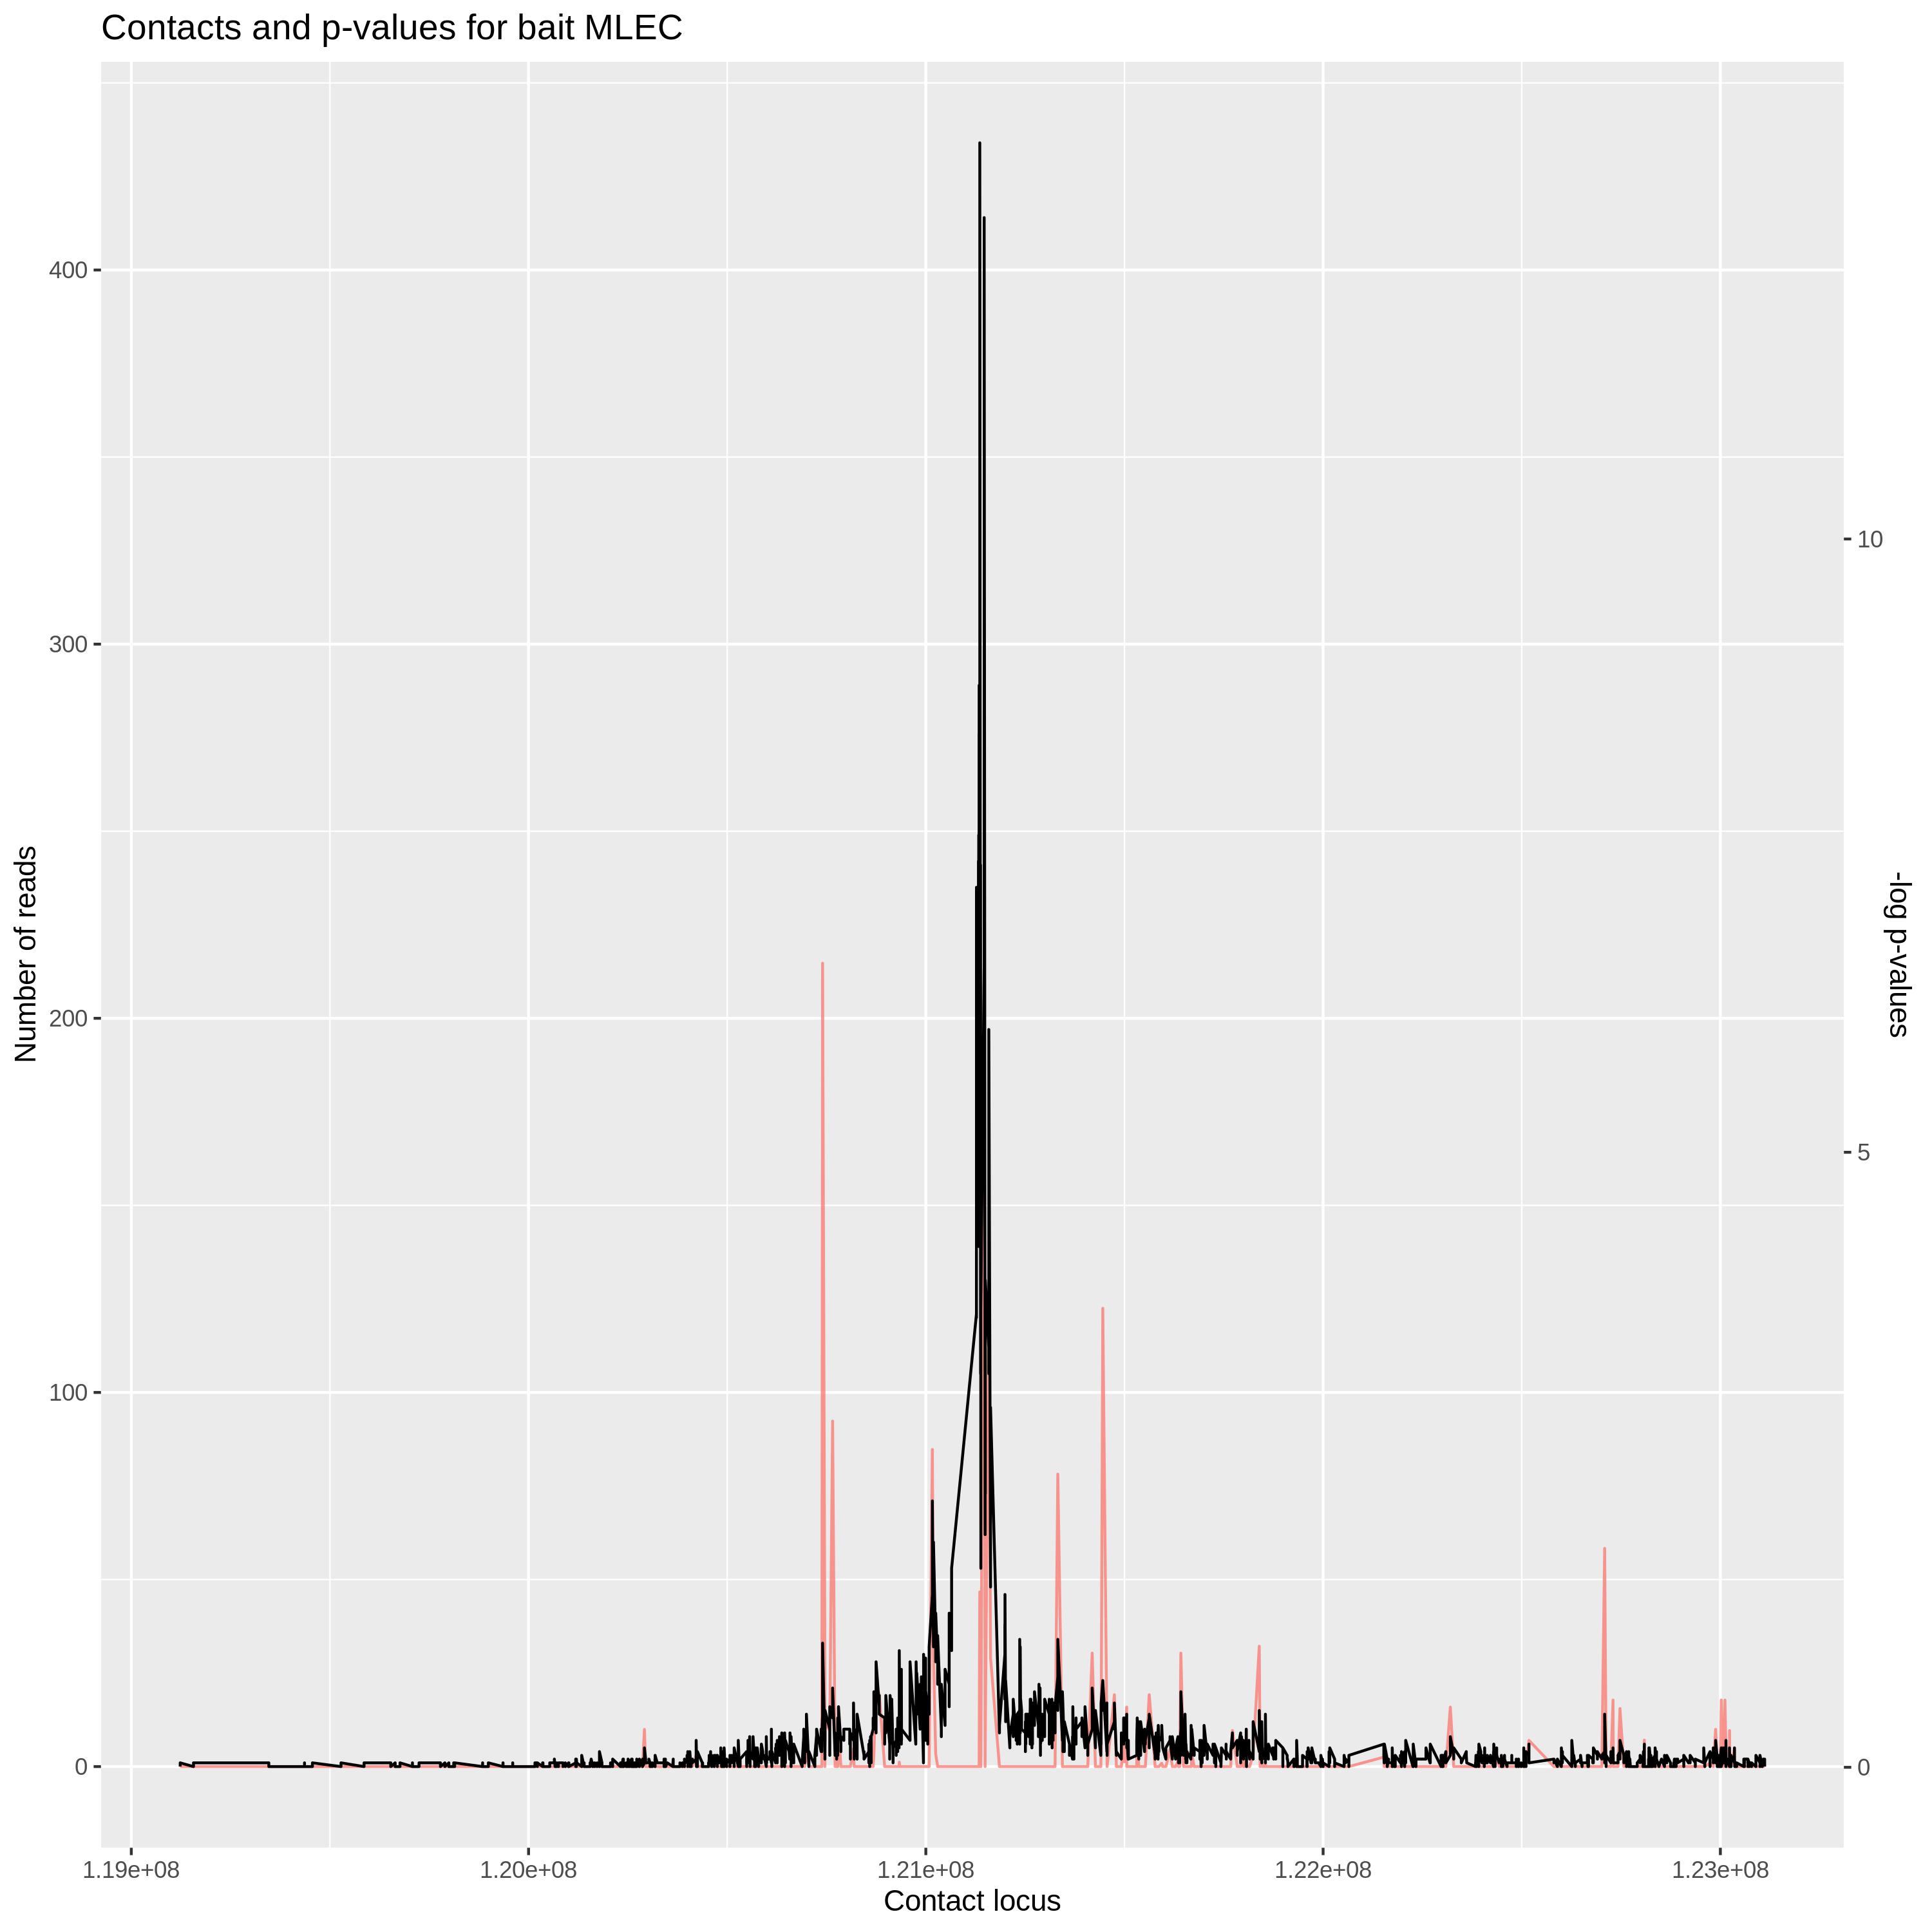 Contacts and p-values for bait MLEC
Number of reads
400
300
200
100
0
10
5
0
-log p-values
1.19e+08
1.20e+08
1.21e+08
1.22e+08
1.23e+08
Contact locus